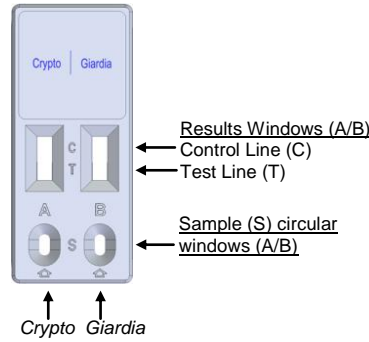 Crypto Giardia
Results Windows (A/B)
C Control Line (C)
T Test Line (T)
A B
Sample (S) circular
S windows (A/B)
Crypto Giardia